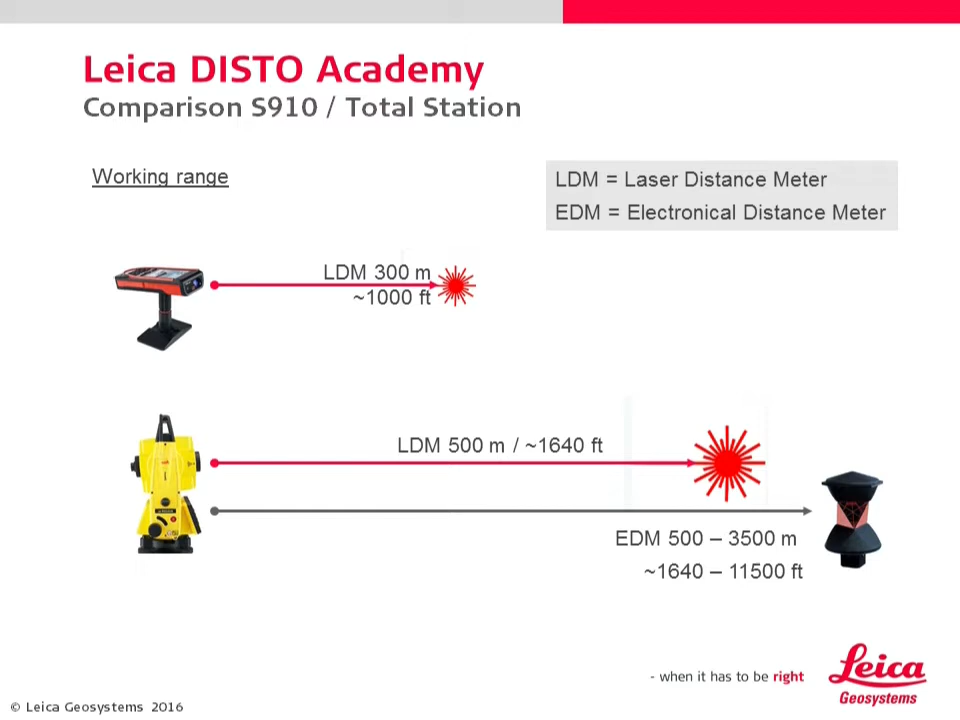 Leica DISTO Academy
Comparison S910 / Total Station
Working range
LDM = Laser Distance Meter
EDM = Electronical Distance Meter
LDM 300 m
~1000 ft
LDM 500 m / ~1640 ft
EDM 500 – 3500 m
~1640 – 11500 ft
- when it has to be right
Leica
Geosystems
© Leica Geosystems 2016